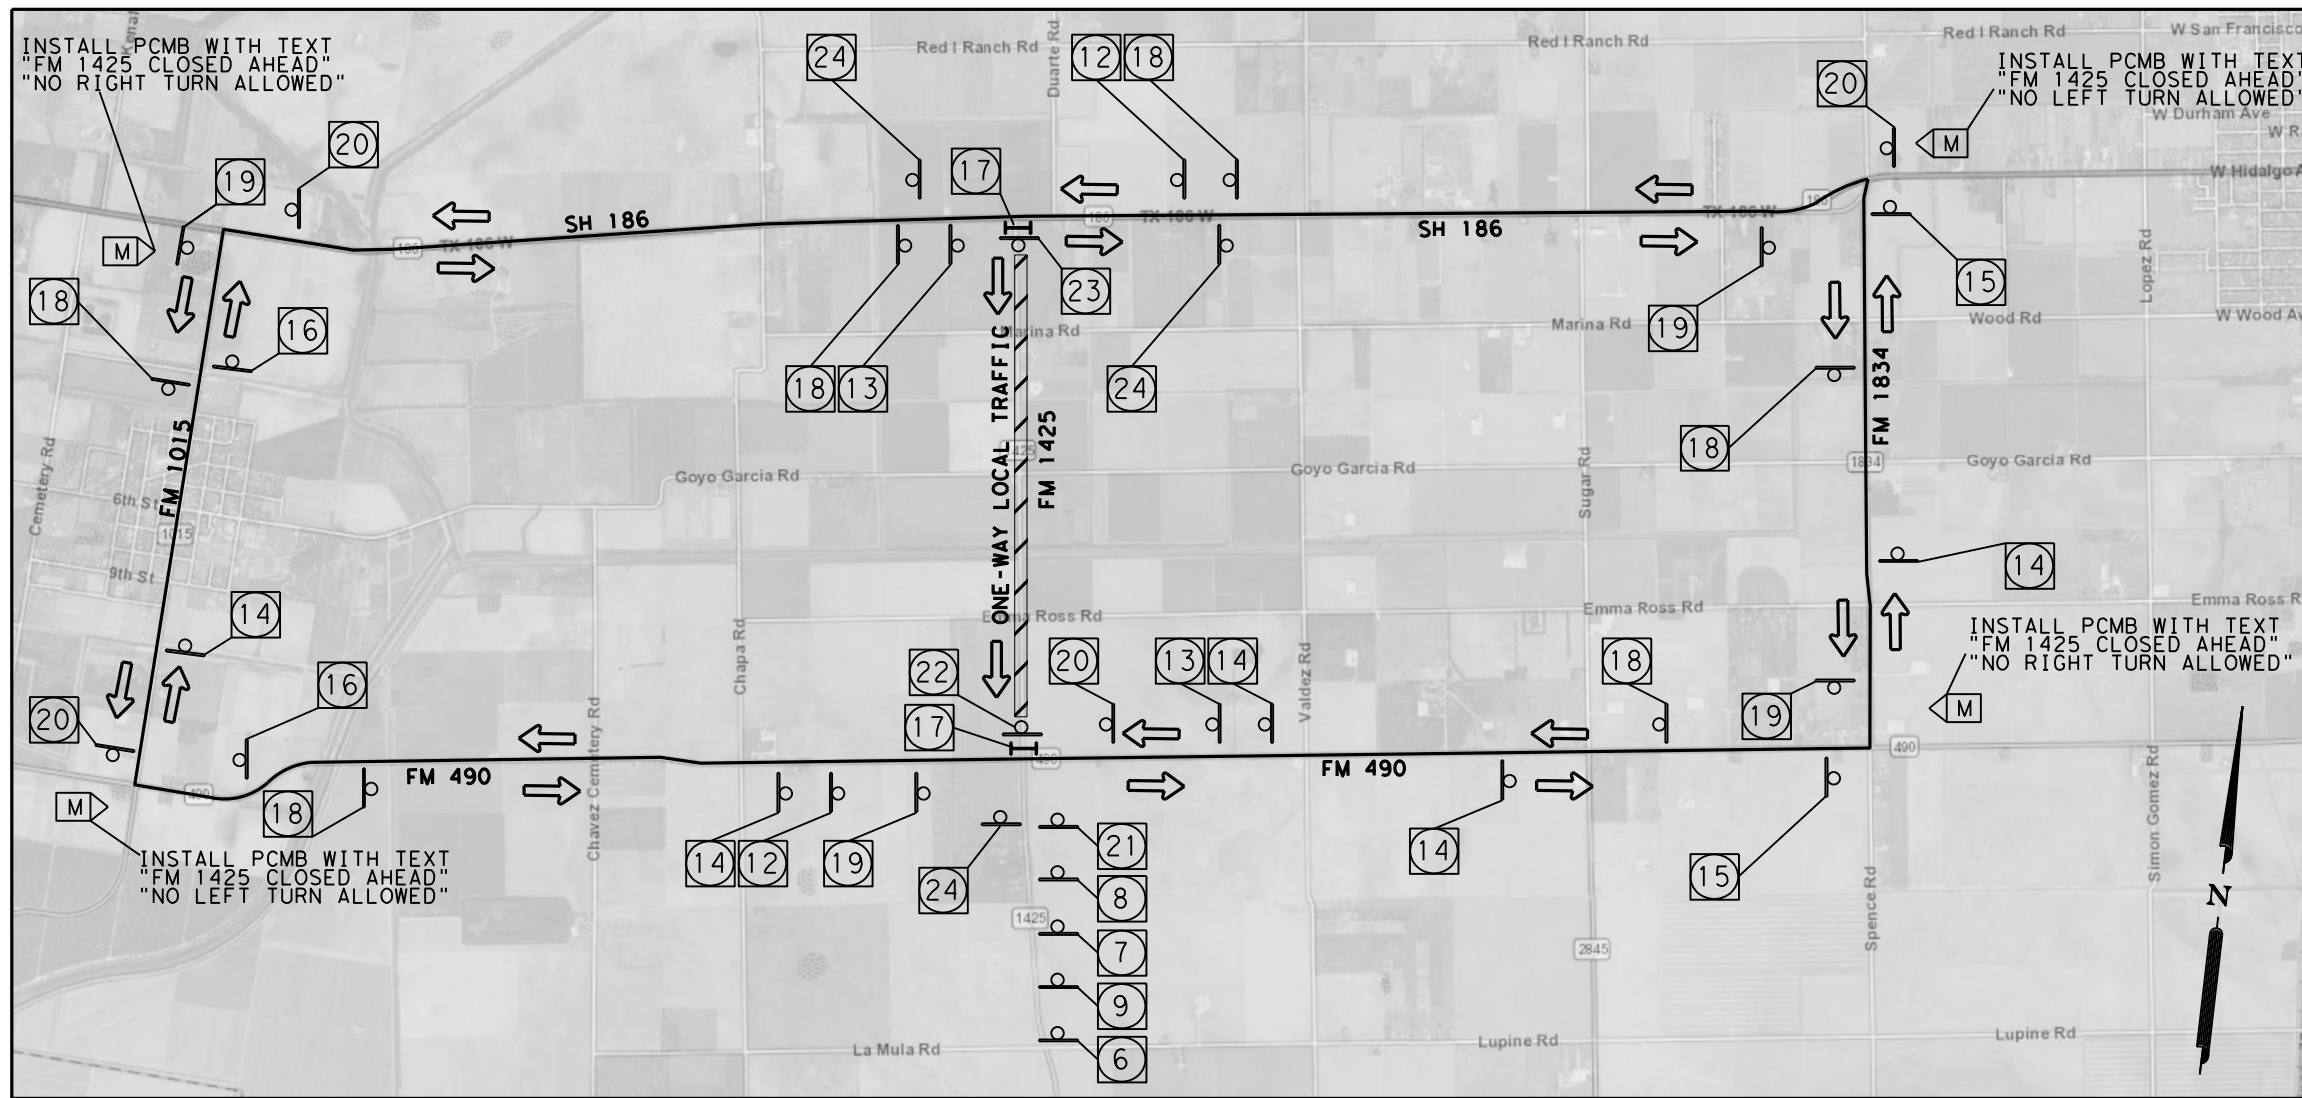 INSTALL PCMB WITH TEXT
"FM 1425 CLOSED AHEAD"
"NO RIGHT TURN ALLOWED"
24
Red I Ranch Rd
Duarte Rd
12
18
Red I Ranch Rd
Red I Ranch Rd
W San Francisco
INSTALL PCMB WITH TEXT
"FM 1425 CLOSED AHEAD"
"NO LEFT TURN ALLOWED"
20
W Durham Ave
M
20
19
17
W Hidalgo
M
186
TX 186 W
SH 186
186
TX 186 W
SH 186
TX 186 W
186
18
16
23
15
Lopez Rd
Marina Rd
Marina Rd
19
Wood Rd
W Wood
18
13
24
FM 1834
Cemetery Rd
FM 1015
6th St
1015
9th St
Goyo Garcia Rd
ONE-WAY LOCAL TRAFFIC
FM 1425
Goyo Garcia Rd
Sugar Rd
18
1834
Goyo Garcia Rd
14
14
Emma Ross Rd
Emma Ross Rd
Emma Ross
INSTALL PCMB WITH TEXT
"FM 1425 CLOSED AHEAD"
"NO RIGHT TURN ALLOWED"
M
16
20
Chapa Rd
22
17
20
13
14
Valdez Rd
18
19
490
18
FM 490
Chavez Cemetery Rd
490
FM 490
490
Simon Gomez Rd
M
INSTALL PCMB WITH TEXT
"FM 1425 CLOSED AHEAD"
"NO LEFT TURN ALLOWED"
14
12
19
24
21
8
7
9
6
14
15
1425
2845
Spence Rd
N
La Mula Rd
Lupine Rd
Lupine Rd